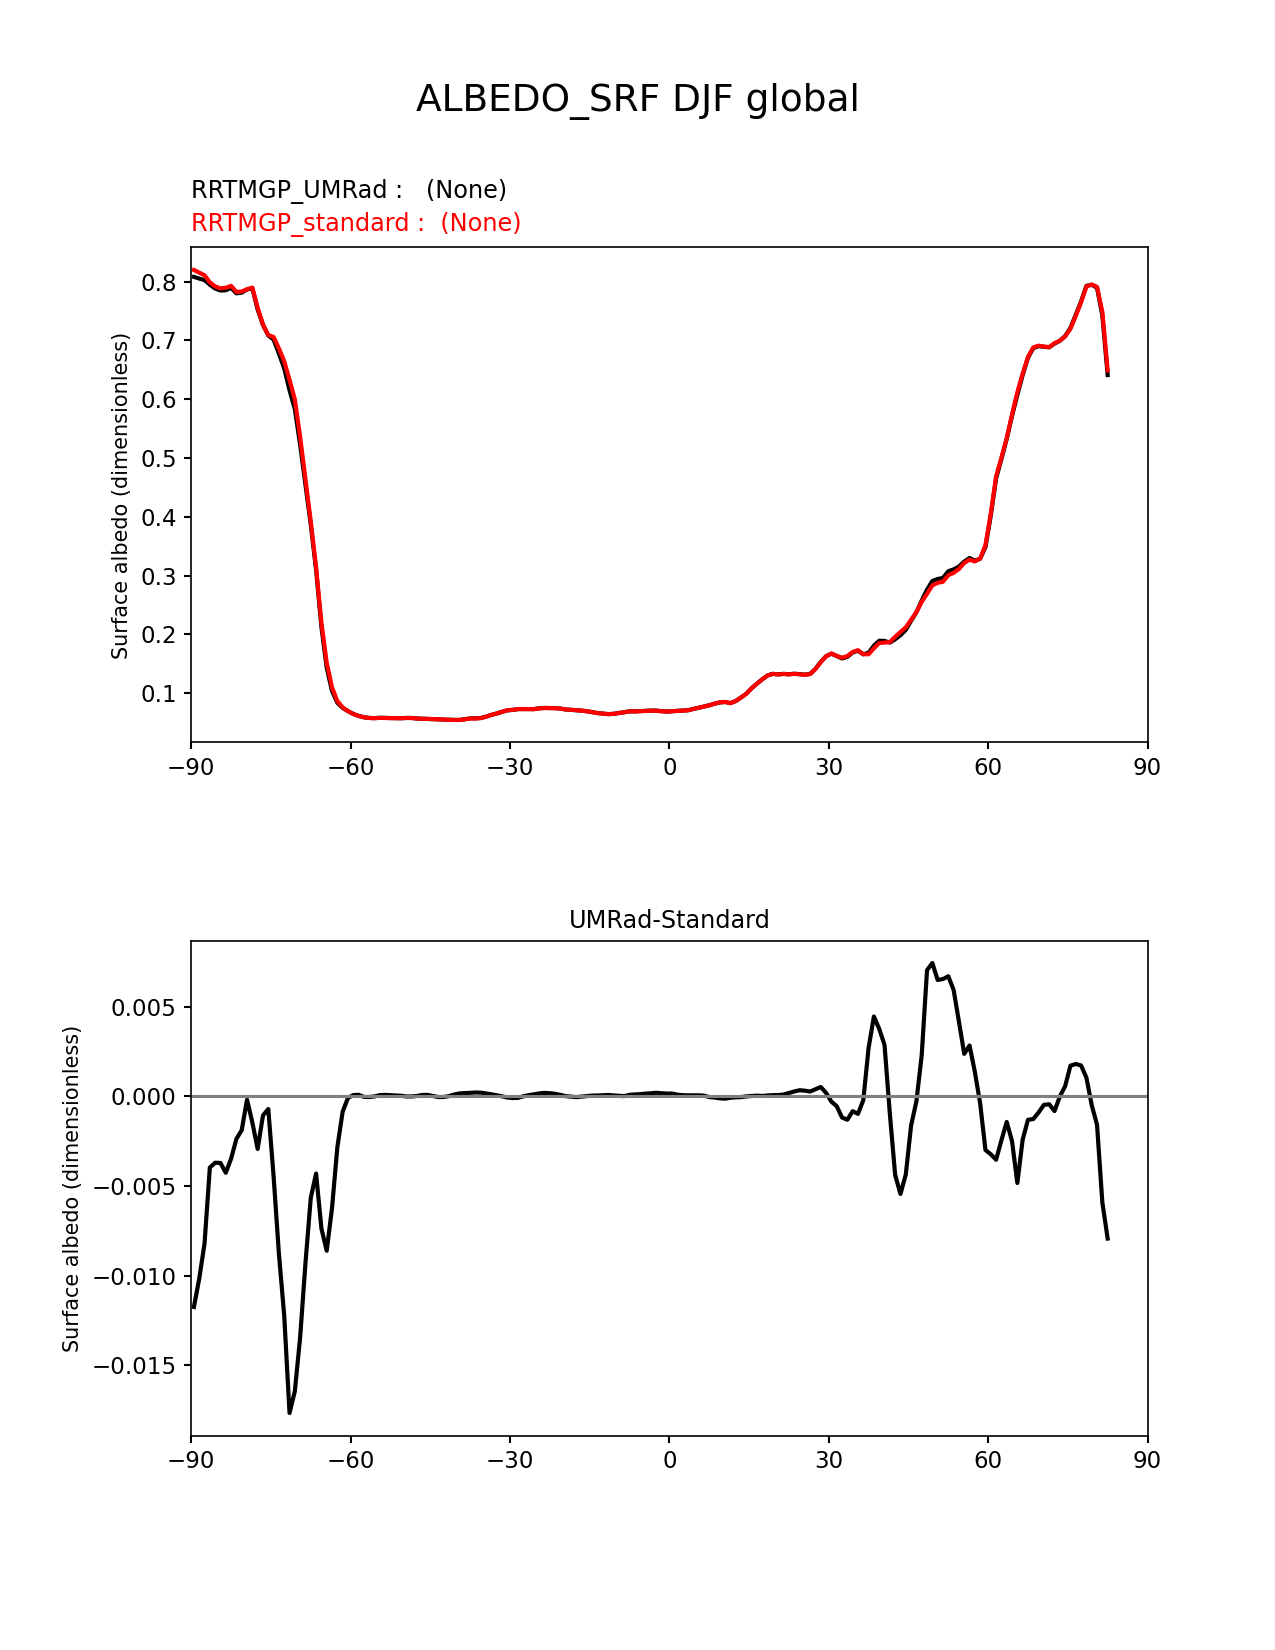 ALBEDO_SRF DJF global
RRTMGP_UMRad :   (None)
RRTMGP_standard :  (None)
Surface albedo (dimensionless)
0.8
0.7
0.6
0.5
0.4
0.3
0.2
0.1
−90 −60 −30 0 30 60 90
UMRad-Standard
Surface albedo (dimensionless)
0.005
0.000
−0.005
−0.010
−0.015
−90 −60 −30 0 30 60 90